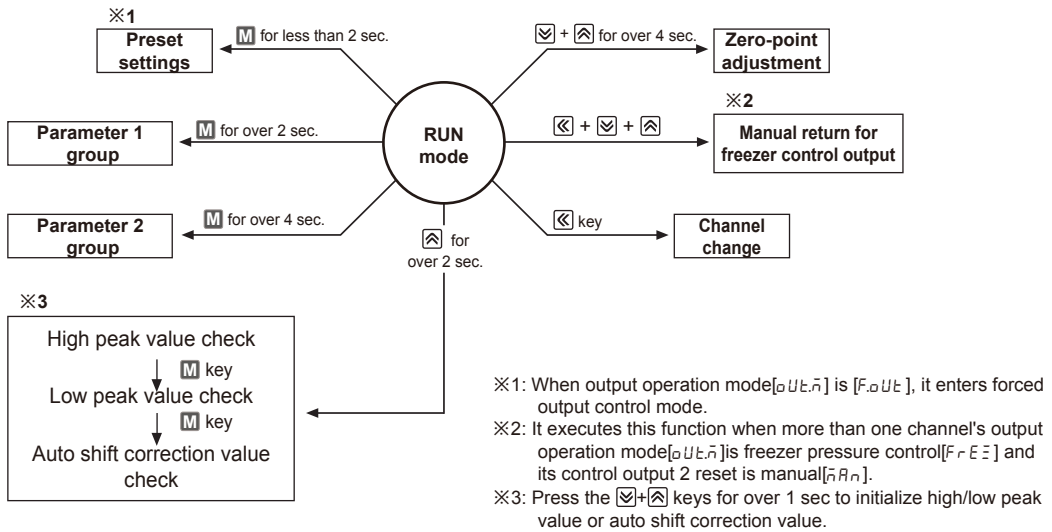 ※1
Preset
settings
M for less than 2 sec.
Parameter 1
group
M for over 2 sec.
Parameter 2
group
M for over 4 sec.
RUN
mode
+ for over 4 sec.
Zero-point
adjustment
※2
+ +
Manual return for
freezer control output
key
Channel
change
for
over 2 sec.
※3
High peak value check
M key
Low peak value check
M key
Auto shift correction value
check
※1: When output operation mode[oUt.m] is [F.oUt], it enters forced
output control mode.
※2: It executes this function when more than one channel's output
operation mode[oUt.m]is freezer pressure control[FrEZ] and
its control output 2 reset is manual[mAn].
※3: Press the + keys for over 1 sec to initialize high/low peak
value or auto shift correction value.